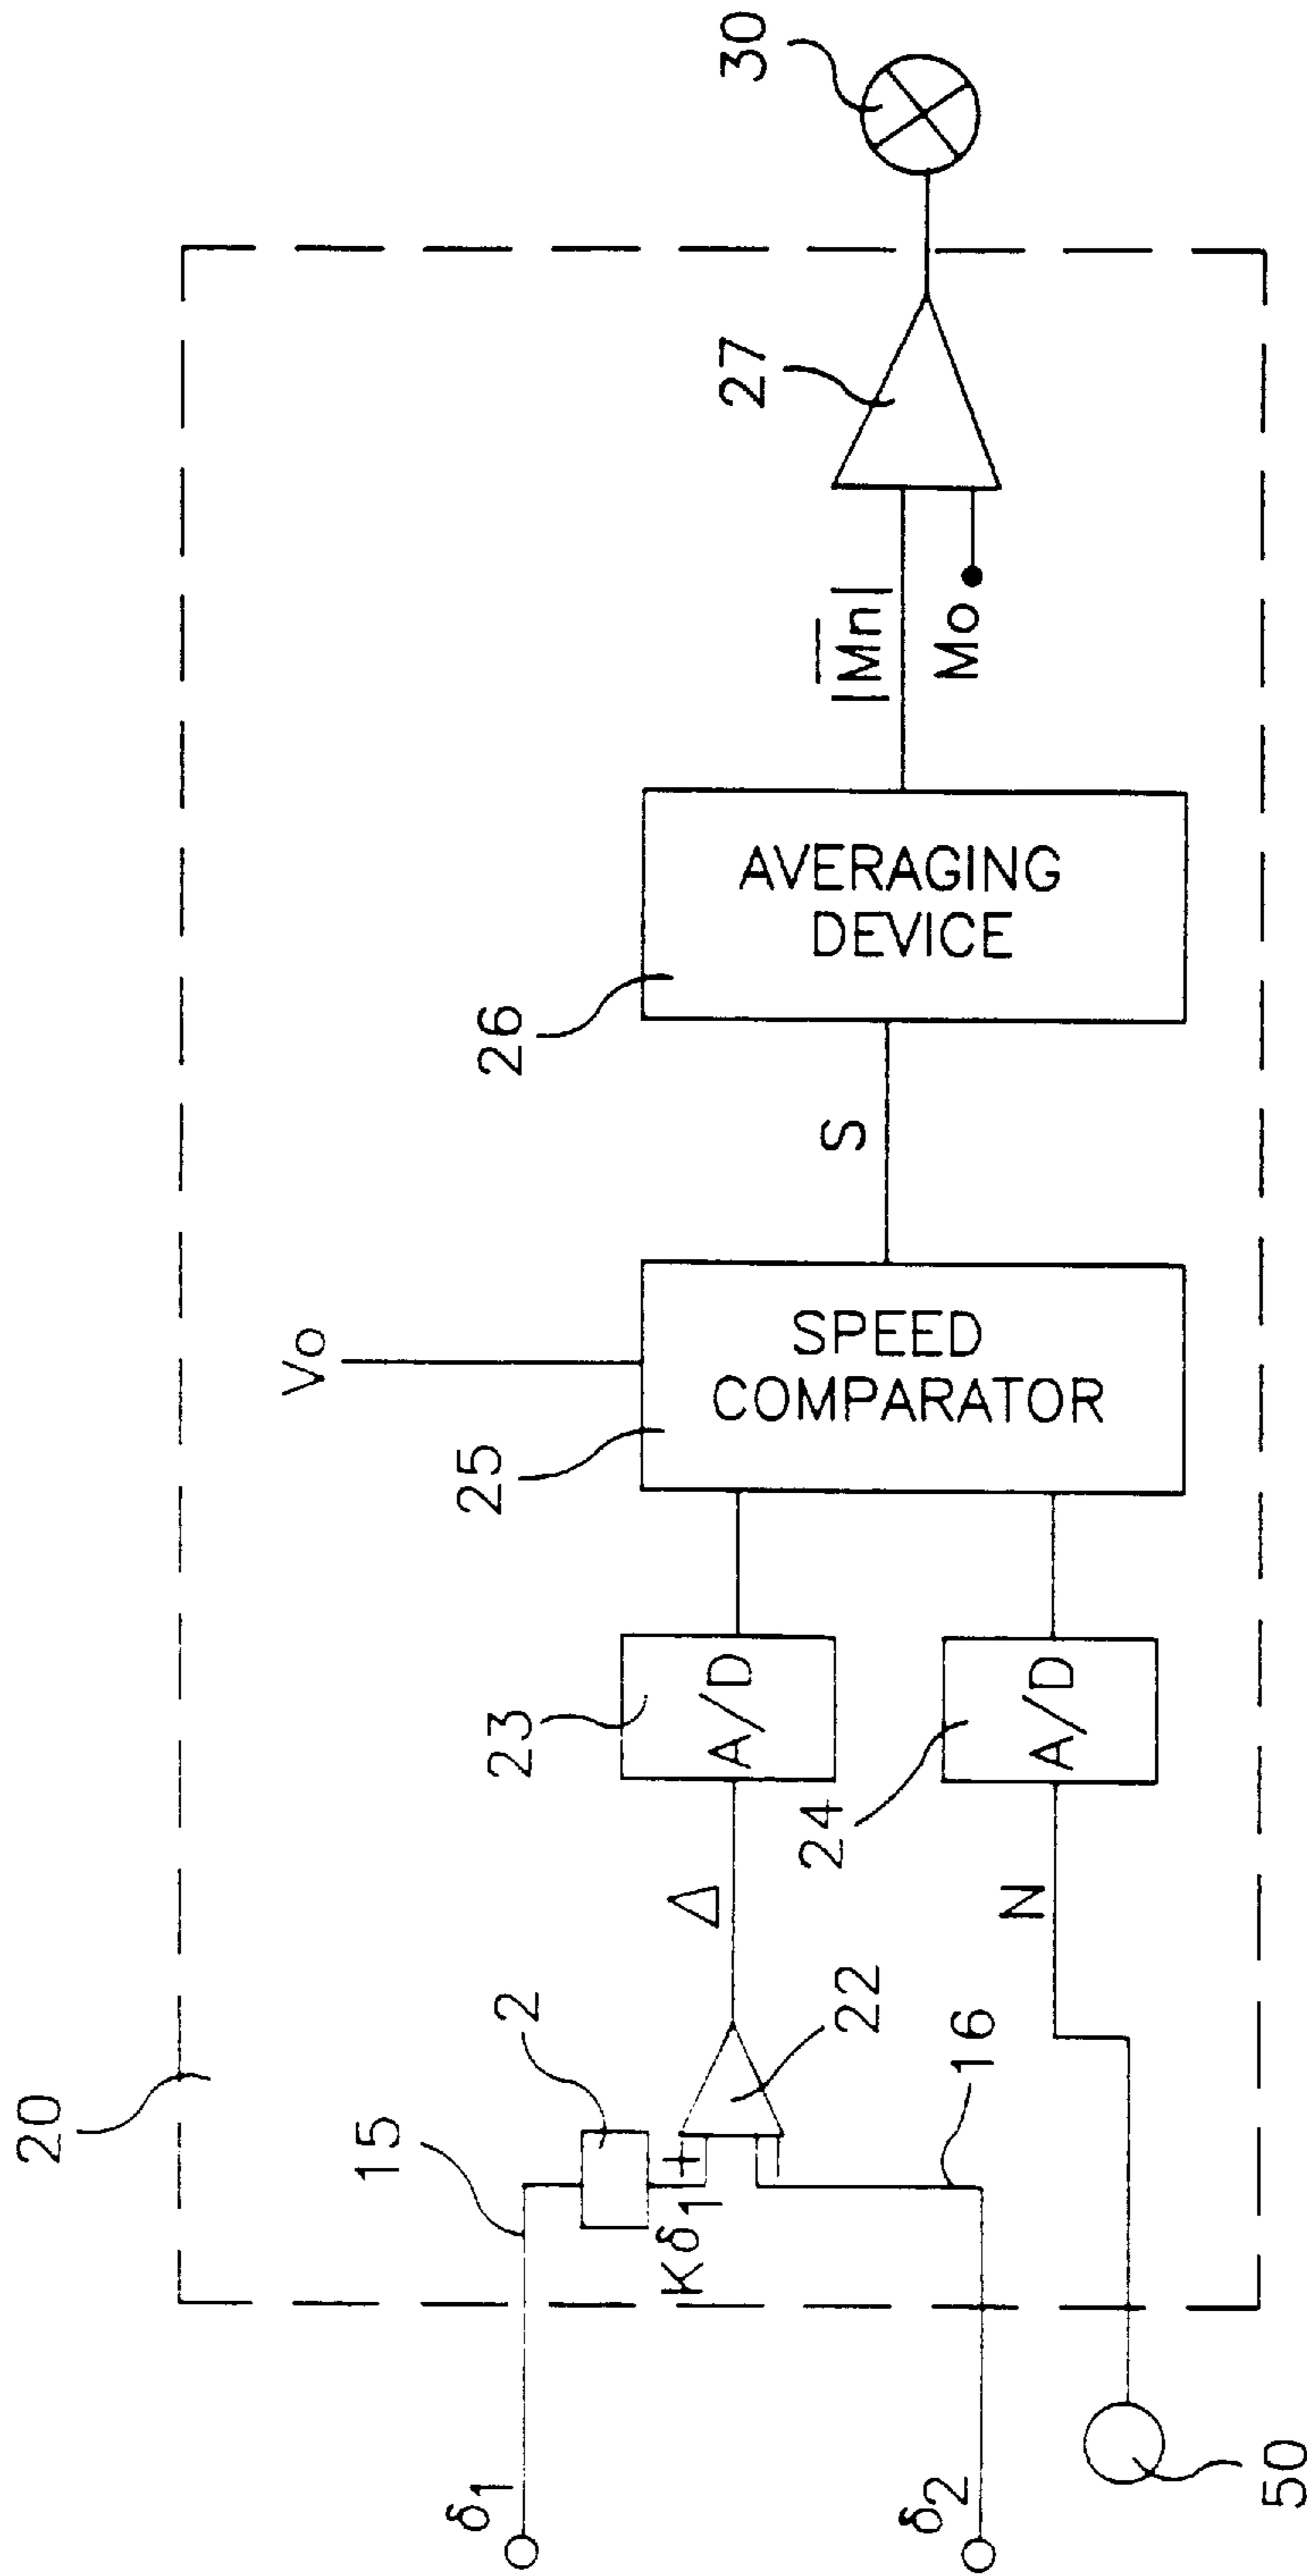 20
δ1
15
2
Kδ1
+
22
Δ
23
A/D
δ2
16
50
N
24
A/D
Vo
25
SPEED
COMPARATOR
S
26
AVERAGING
DEVICE
|M̅n̅|
Mo
27
30